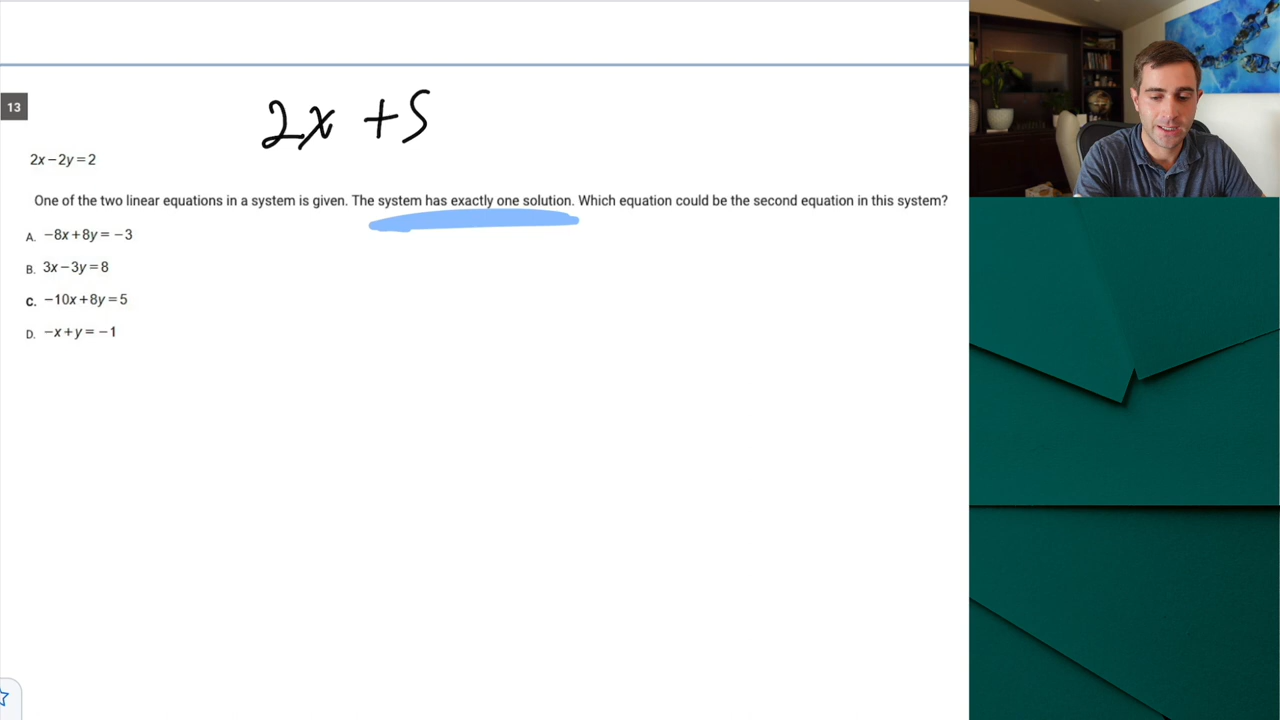 13
2x + 5
2x − 2y = 2
One of the two linear equations in a system is given. The system has exactly one solution. Which equation could be the second equation in this system?
A. −8x + 8y = −3
B. 3x − 3y = 8
C. −10x + 8y = 5
D. −x + y = −1